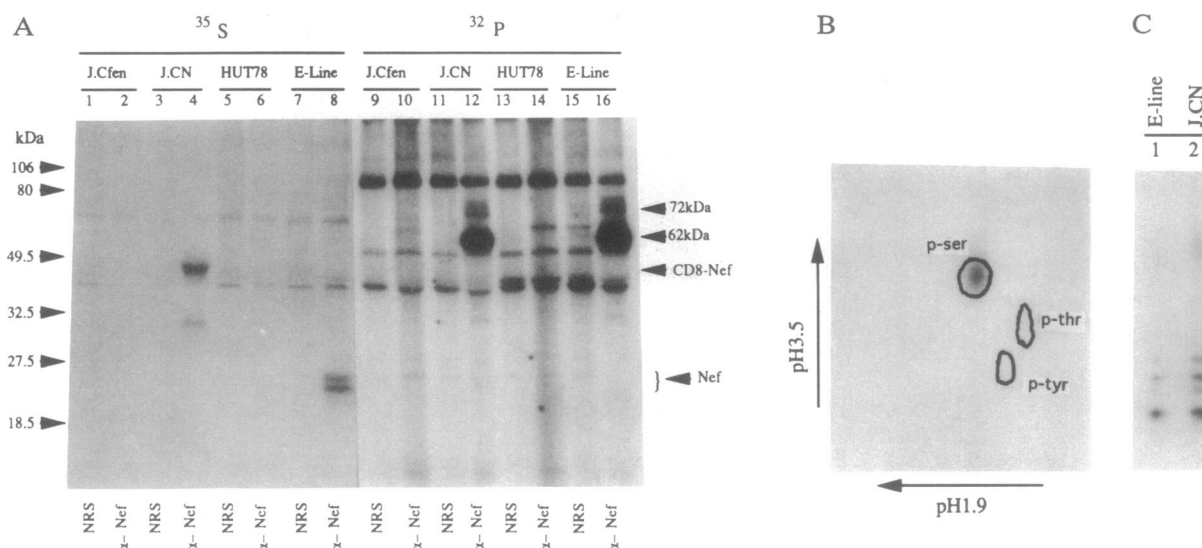 A
35 S
32 P
J.Cfen J.CN HUT78 E-Line J.Cfen J.CN HUT78 E-Line
1 2 3 4 5 6 7 8 9 10 11 12 13 14 15 16
kDa
106
80
49.5
32.5
27.5
18.5
72kDa
62kDa
CD8-Nef
} Nef
NRS
α– Nef
NRS
α– Nef
NRS
α– Nef
NRS
α– Nef
NRS
α– Nef
NRS
α– Nef
NRS
α– Nef
NRS
α– Nef
B
p-ser
p-thr
p-tyr
pH3.5
pH1.9
C
E-line
J.CN
1 2